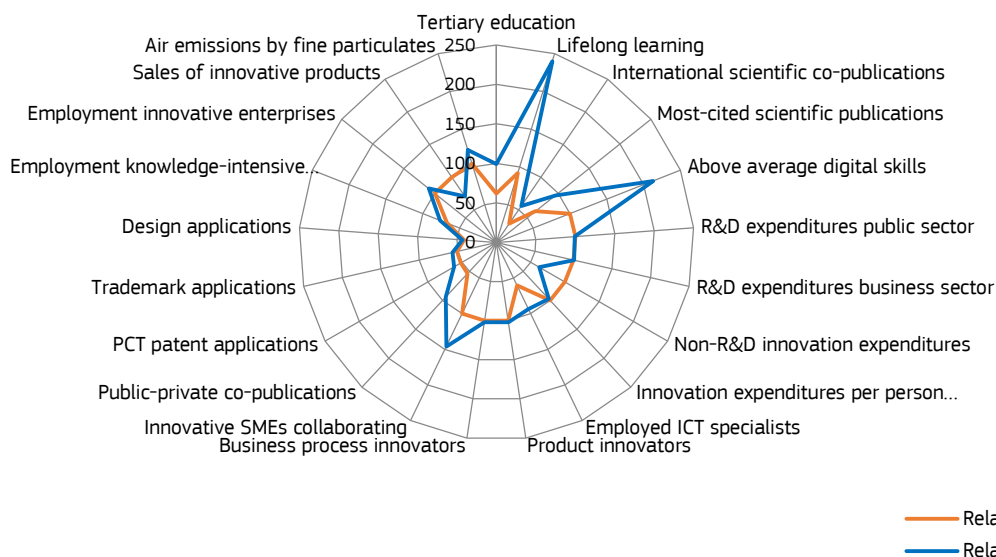 Tertiary education
Air emissions by fine particulates
250
Lifelong learning
Sales of innovative products
200
International scientific co-publications
Employment innovative enterprises
150
Most-cited scientific publications
Employment knowledge-intensive...
100
Above average digital skills
50
Design applications
0
R&D expenditures public sector
Trademark applications
R&D expenditures business sector
PCT patent applications
Non-R&D innovation expenditures
Public-private co-publications
Innovation expenditures per person...
Innovative SMEs collaborating
Employed ICT specialists
Business process innovators
Product innovators
Rela
Rela